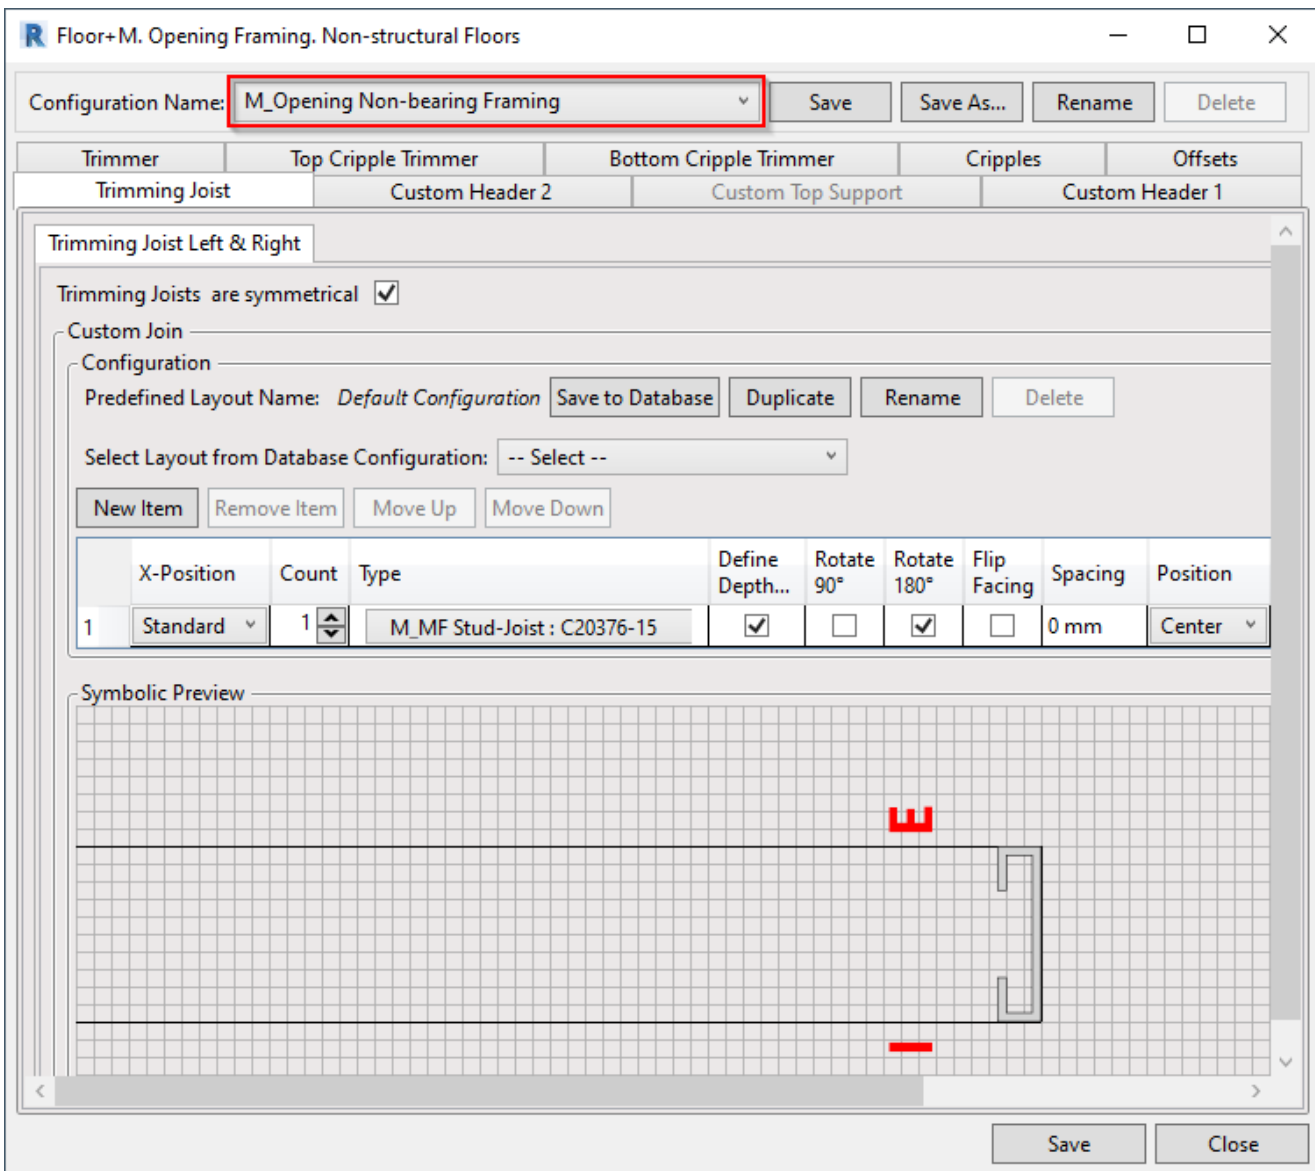 Floor+M. Opening Framing. Non-structural Floors
Configuration Name: M_Opening Non-bearing Framing Save Save As... Rename Delete
Trimmer Top Cripple Trimmer Bottom Cripple Trimmer Cripples Offsets
Trimming Joist Custom Header 2 Custom Top Support Custom Header 1
Trimming Joist Left & Right
Trimming Joists are symmetrical
Custom Join
Configuration
Predefined Layout Name: Default Configuration Save to Database Duplicate Rename Delete
Select Layout from Database Configuration: -- Select --
New Item Remove Item Move Up Move Down
X-Position Count Type Define Depth... Rotate 90° Rotate 180° Flip Facing Spacing Position
1 Standard 1 M_MF Stud-Joist : C20376-15 0 mm Center
Symbolic Preview
E
I
Save Close